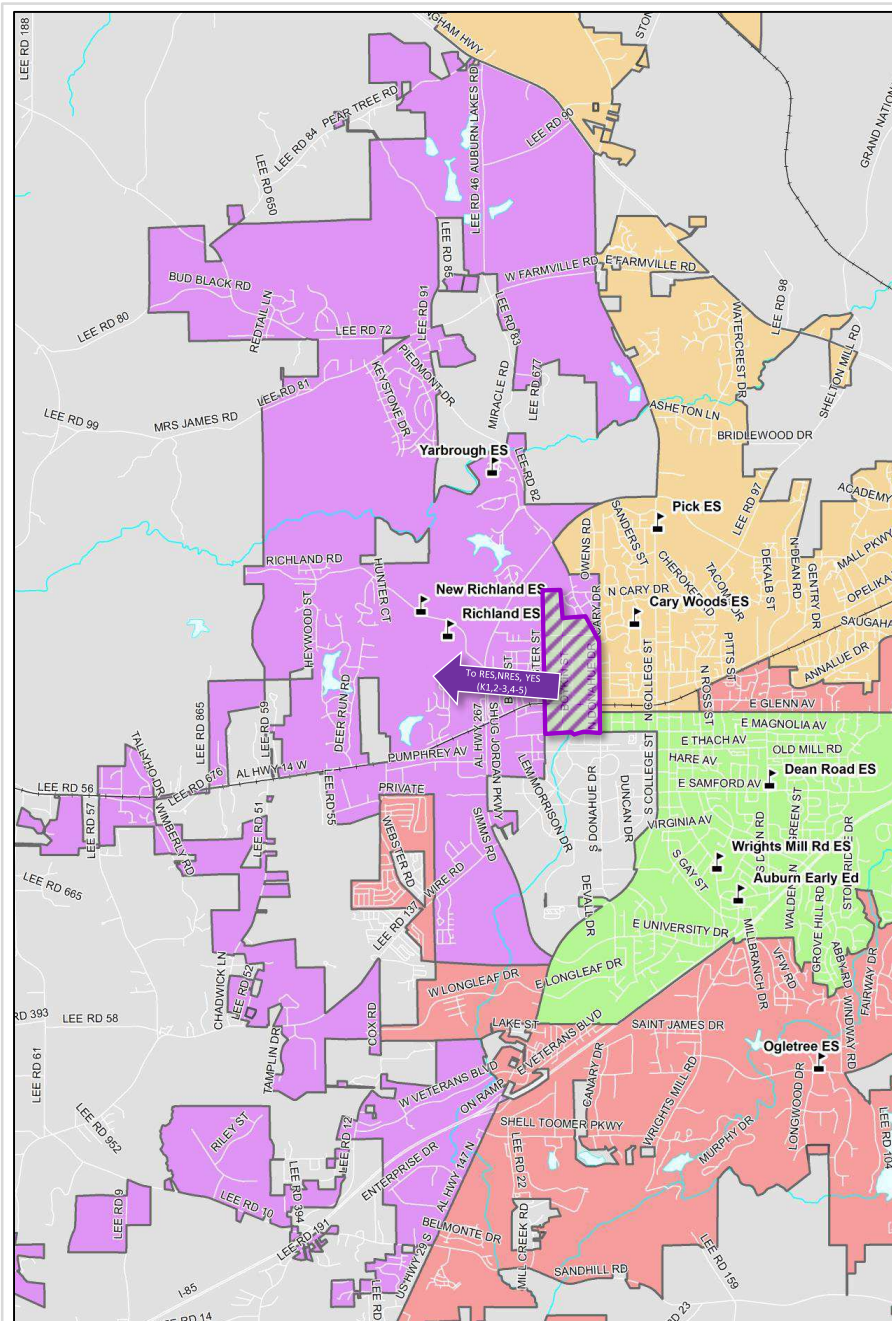 LEE RD 188
NGHAM HWY
GRAND NATION
PEAR TREE RD
LEE RD 84
LEE RD 46 AUBURN LAKES RD
LEE RD 90
LEE RD 650
LEE RD 85
W FARMVILLE RD
E FARMVILLE RD
BUD BLACK RD
REDTAIL LN
LEE RD 91
LEE RD 83
WATERCREST DR
LEE RD 98
LEE RD 80
LEE RD 72
SHELTON MILL RD
PIEDMONT DR
KEYSTONE DR
MIRACLE RD
LEE RD 677
LEE RD 81
LEE RD 99
MRS JAMES RD
ASHETON LN
BRIDLEWOOD DR
Yarbrough ES
LEE RD 82
LEE RD 97
ACADEMY
Pick ES
SANDERS ST
OWENS RD
N DEAN RD
MALL PKWY
RICHLAND RD
HUNTER CT
CHEROKEE RD
TACOMA DR
DEKALB ST
GENTRY DR
OPELIKA
New Richland ES
N CARY DR
Cary Woods ES
Richland ES
CARY DR
SAUGAHA
HEYWOOD ST
PITTS ST
ANNALUE DR
To RES,NRES, YES
(K1,2-3,4-5)
N DONAHUE DR
N COLLEGE ST
N ROSS ST
E GLENN AV
DEER RUN RD
LEE RD 59
LEE RD 865
AL HWY 267
SHUG JORDAN PKWY
E MAGNOLIA AV
E THACH AV
OLD MILL RD
HARE AV
PUMPHREY AV
AL HWY 14 W
TALLYHO DR
LEE RD 676
Dean Road ES
E SAMFORD AV
LEE RD 56
LEE RD 57
LEE RD 55
PRIVATE
LEM MORRISON DR
S DONAHUE DR
DUNCAN DR
S COLLEGE ST
VIRGINIA AV
WIMBERLY RD
LEE RD 51
WEBSTER RD
SIMMS RD
Wrights Mill Rd ES
S GAY ST
Auburn Early Ed
LEE RD 665
WIRE RD
DEVALL DR
LEE RD 137
E UNIVERSITY DR
GROVE HILL RD
MILLBRANCH DR
VFW RD
ABBY RD
FAIRWAY DR
CHADWICK LN
LEE RD 52
W LONGLEAF DR
E LONGLEAF DR
WINDWAY RD
RD 393
LEE RD 58
COX RD
LAKE ST
E VETERANS BLVD
SAINT JAMES DR
LEE RD 61
TAMPLIN DR
Ogletree ES
W VETERANS BLVD
ON RAMP
CANARY DR
WRIGHTS MILL RD
LONGWOOD DR
LEE RD 952
RILEY ST
LEE RD 12
SHELL TOOMER PKWY
MURPHY DR
LEE RD 104
ENTERPRISE DR
AL HWY 147 N
LEE RD 22
LEE RD 9
LEE RD 10
LEE RD 394
LEE RD 191
BELMONTE DR
MILL CREEK RD
US HWY 29 S
SANDHILL RD
LEE RD 159
I-85
LEE RD
RD 23
RD 14